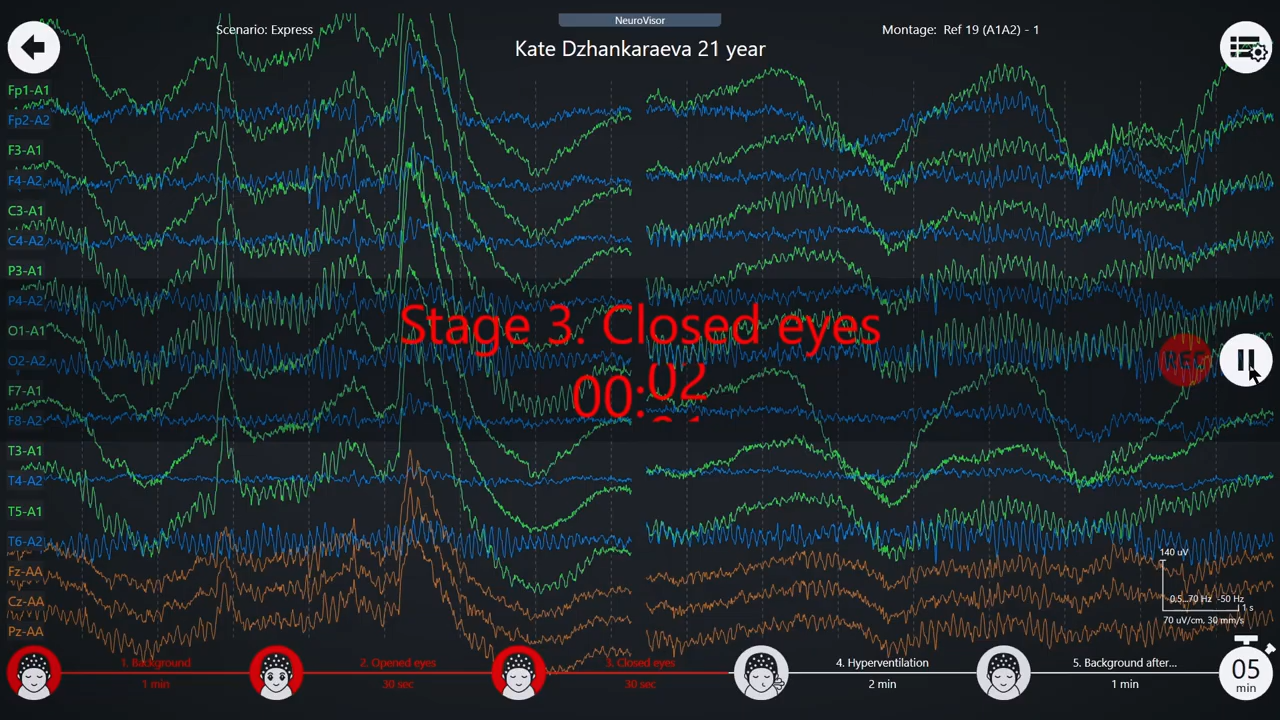 NeuroVisor
Scenario: Express
Montage: Ref 19 (A1A2) - 1
Kate Dzhankaraeva 21 year
Fp1-A1
Fp2-A2
F3-A1
F4-A2
C3-A1
C4-A2
P3-A1
P4-A2
O1-A1
O2-A2
F7-A1
F8-A2
T3-A1
T4-A2
T5-A1
T6-A2
Fz-AA
Cz-AA
Pz-AA
Stage 3. Closed eyes
00:02
REC
140 uV
0.5...70 Hz -50 Hz
1 s
70 uV/cm. 30 mm/s
1. Background
1 min
2. Opened eyes
30 sec
3. Closed eyes
30 sec
4. Hyperventilation
2 min
5. Background after...
1 min
05
min